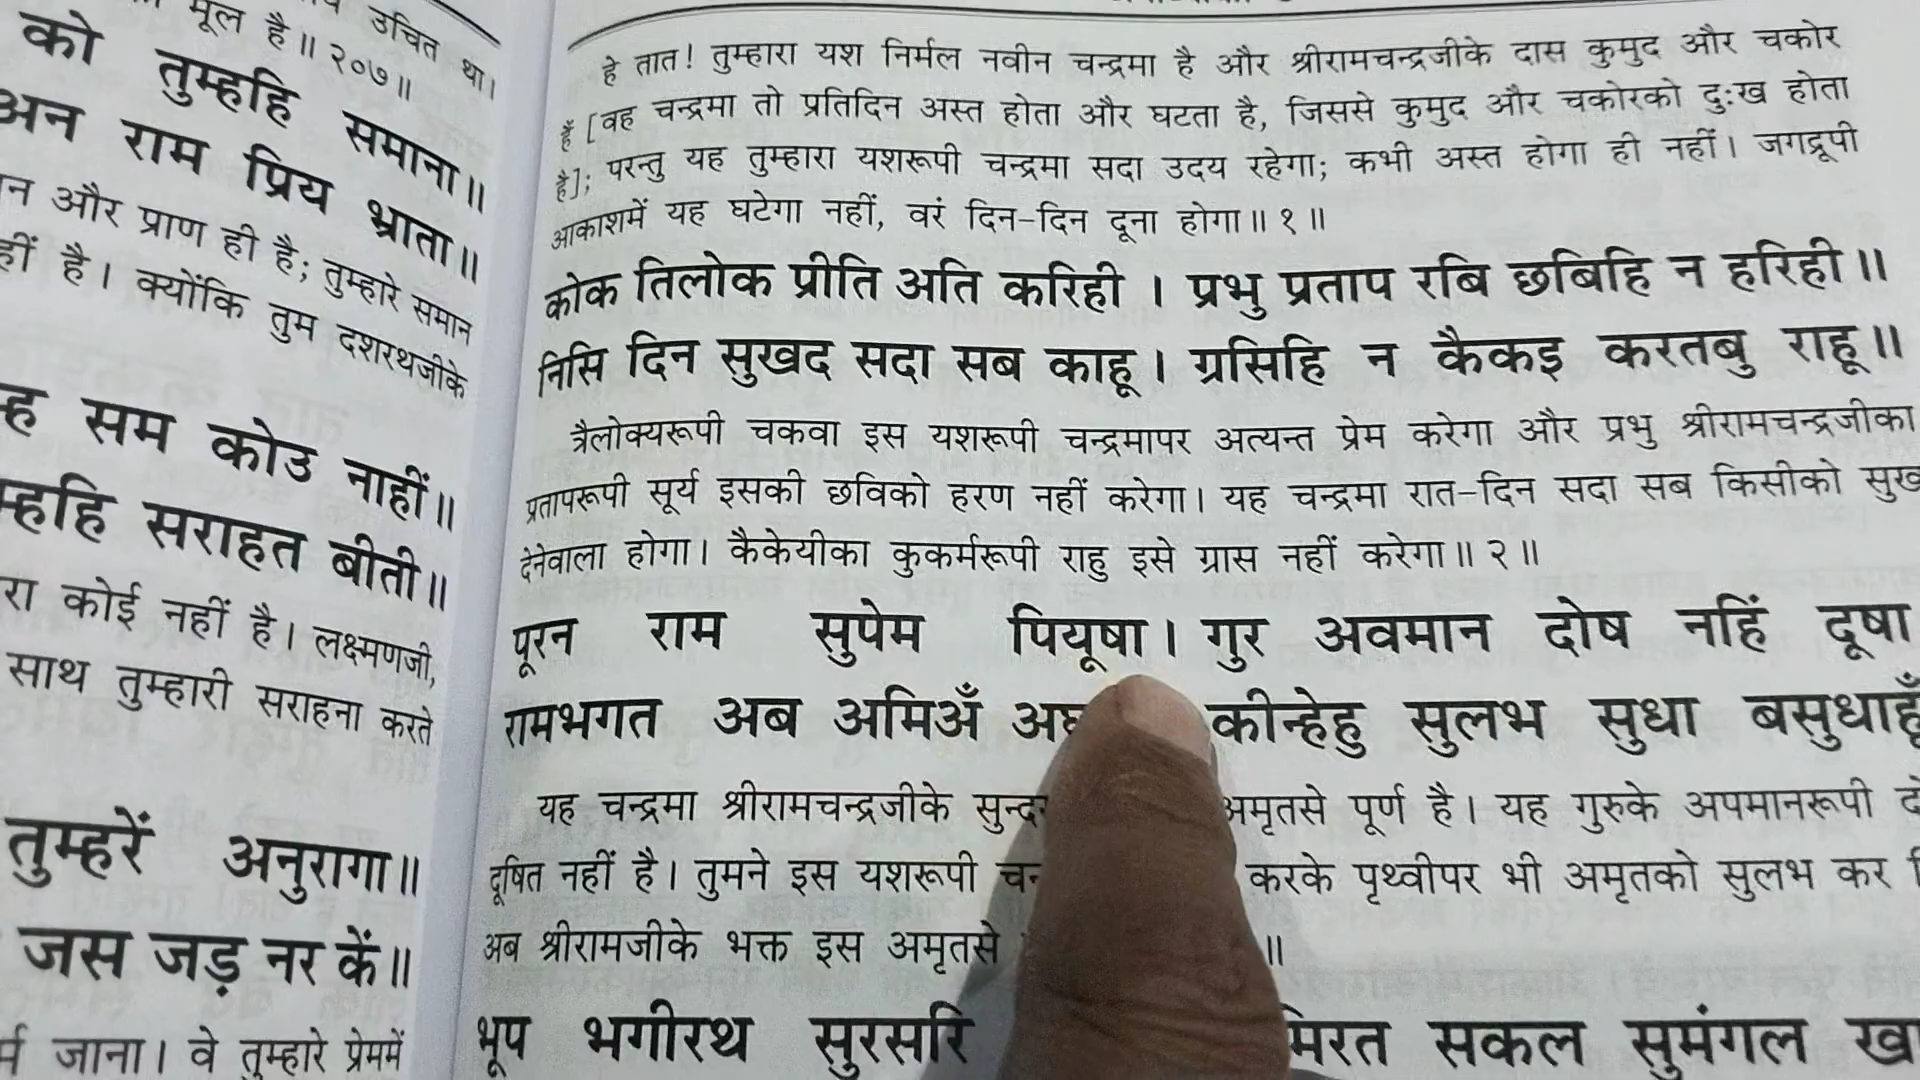 मूल है॥ २०७॥ उचित था।
को तुम्हहि समाना॥
राम प्रिय भ्राता॥
और प्राण ही है; तुम्हारे समान
है। क्योंकि तुम दशरथजीके
सम कोउ नाहीं॥
सराहत बीती॥
कोई नहीं है। लक्ष्मणजी,
साथ तुम्हारी सराहना करते
तुम्हरें अनुरागा॥
जस जड़ नर कें॥
जाना। वे तुम्हारे प्रेममें
हे तात! तुम्हारा यश निर्मल नवीन चन्द्रमा है और श्रीरामचन्द्रजीके दास कुमुद और चकोर
हैं [वह चन्द्रमा तो प्रतिदिन अस्त होता और घटता है, जिससे कुमुद और चकोरको दुःख होता
है]; परन्तु यह तुम्हारा यशरूपी चन्द्रमा सदा उदय रहेगा; कभी अस्त होगा ही नहीं। जगद्रूपी
आकाशमें यह घटेगा नहीं, वरं दिन-दिन दूना होगा॥ १॥
कोक तिलोक प्रीति अति करिही। प्रभु प्रताप रबि छबिहि न हरिही॥
निसि दिन सुखद सदा सब काहू। ग्रसिहि न कैकइ करतबु राहू॥
त्रैलोक्यरूपी चकवा इस यशरूपी चन्द्रमापर अत्यन्त प्रेम करेगा और प्रभु श्रीरामचन्द्रजीका
प्रतापरूपी सूर्य इसकी छविको हरण नहीं करेगा। यह चन्द्रमा रात-दिन सदा सब किसीको सुख
देनेवाला होगा। कैकेयीका कुकर्मरूपी राहु इसे ग्रास नहीं करेगा॥ २॥
पूरन राम सुपेम पियूषा। गुर अवमान दोष नहिं दूषा
रामभगत अब अमिअँ कीन्हेहु सुलभ सुधा बसुधाहूँ
यह चन्द्रमा श्रीरामचन्द्रजीके अमृतसे पूर्ण है। यह गुरुके अपमानरूपी
दूषित नहीं है। तुमने इस यशरूपी करके पृथ्वीपर भी अमृतको सुलभ कर
अब श्रीरामजीके भक्त इस अमृतसे ॥
भूप भगीरथ सुरसरि सकल सुमंगल